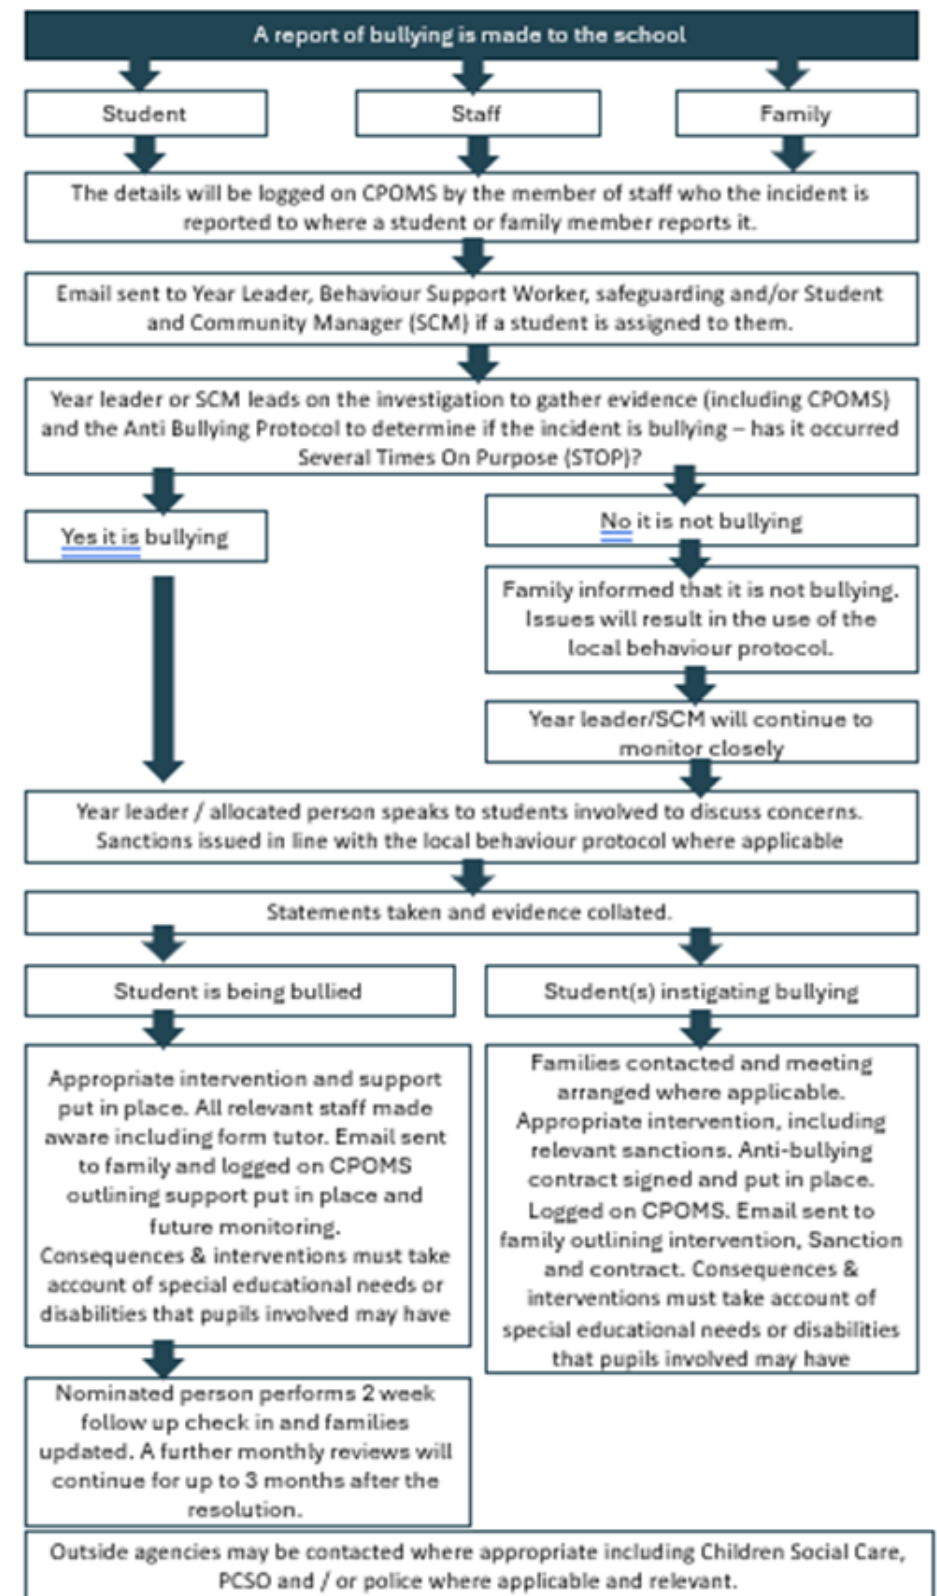 A report of bullying is made to the school
Student
Staff
Family
The details will be logged on CPOMS by the member of staff who the incident is
reported to where a student or family member reports it.
Email sent to Year Leader, Behaviour Support Worker, safeguarding and/or Student
and Community Manager (SCM) if a student is assigned to them.
Year leader or SCM leads on the investigation to gather evidence (including CPOMS)
and the Anti Bullying Protocol to determine if the incident is bullying – has it occurred
Several Times On Purpose (STOP)?
Yes it is bullying
No it is not bullying
Family informed that it is not bullying.
Issues will result in the use of the
local behaviour protocol.
Year leader/SCM will continue to
monitor closely
Year leader / allocated person speaks to students involved to discuss concerns.
Sanctions issued in line with the local behaviour protocol where applicable
Statements taken and evidence collated.
Student is being bullied
Appropriate intervention and support
put in place. All relevant staff made
aware including form tutor. Email sent
to family and logged on CPOMS
outlining support put in place and
future monitoring.
Consequences & interventions must take
account of special educational needs or
disabilities that pupils involved may have
Nominated person performs 2 week
follow up check in and families
updated. A further monthly reviews will
continue for up to 3 months after the
resolution.
Student(s) instigating bullying
Families contacted and meeting
arranged where applicable.
Appropriate intervention, including
relevant sanctions. Anti-bullying
contract signed and put in place.
Logged on CPOMS. Email sent to
family outlining intervention, Sanction
and contract. Consequences &
interventions must take account of
special educational needs or disabilities
that pupils involved may have
Outside agencies may be contacted where appropriate including Children Social Care,
PCSO and / or police where applicable and relevant.